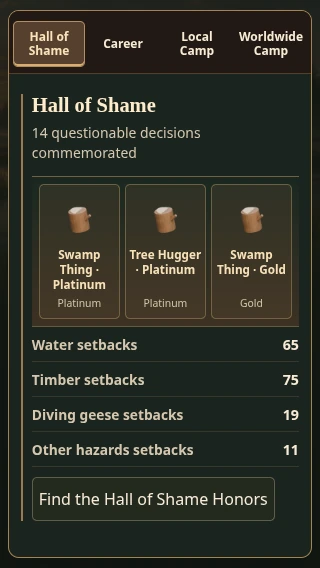 Hall of
Shame
Career
Local
Camp
Worldwide
Camp
Hall of Shame
14 questionable decisions
commemorated
Swamp
Thing ·
Platinum
Platinum
Tree Hugger
· Platinum
Platinum
Swamp
Thing · Gold
Gold
Water setbacks 65
Timber setbacks 75
Diving geese setbacks 19
Other hazards setbacks 11
Find the Hall of Shame Honors